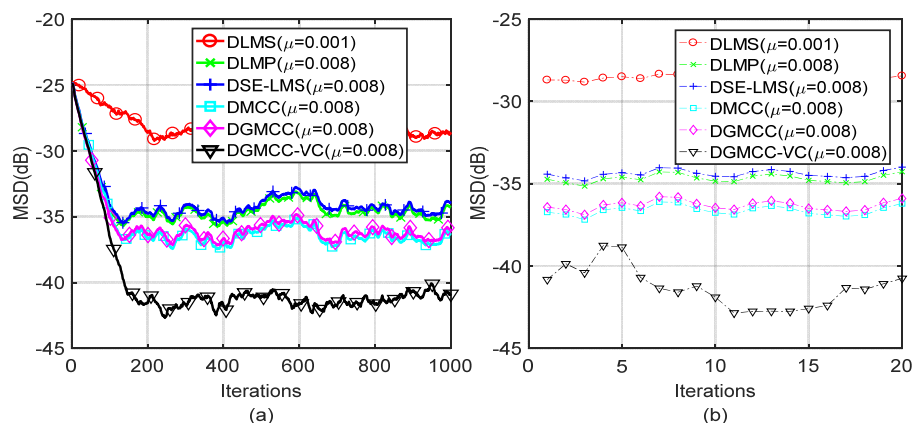 -20
-25
-30
-35
-40
-45
MSD(dB)
0
200
400
600
800
1000
Iterations
(a)
DLMS(μ=0.001)
DLMP(μ=0.008)
DSE-LMS(μ=0.008)
DMCC(μ=0.008)
DGMCC(μ=0.008)
DGMCC-VC(μ=0.008)
-25
-30
-35
-40
-45
MSD(dB)
0
5
10
15
20
Iterations
(b)
DLMS(μ=0.001)
DLMP(μ=0.008)
DSE-LMS(μ=0.008)
DMCC(μ=0.008)
DGMCC(μ=0.008)
DGMCC-VC(μ=0.008)